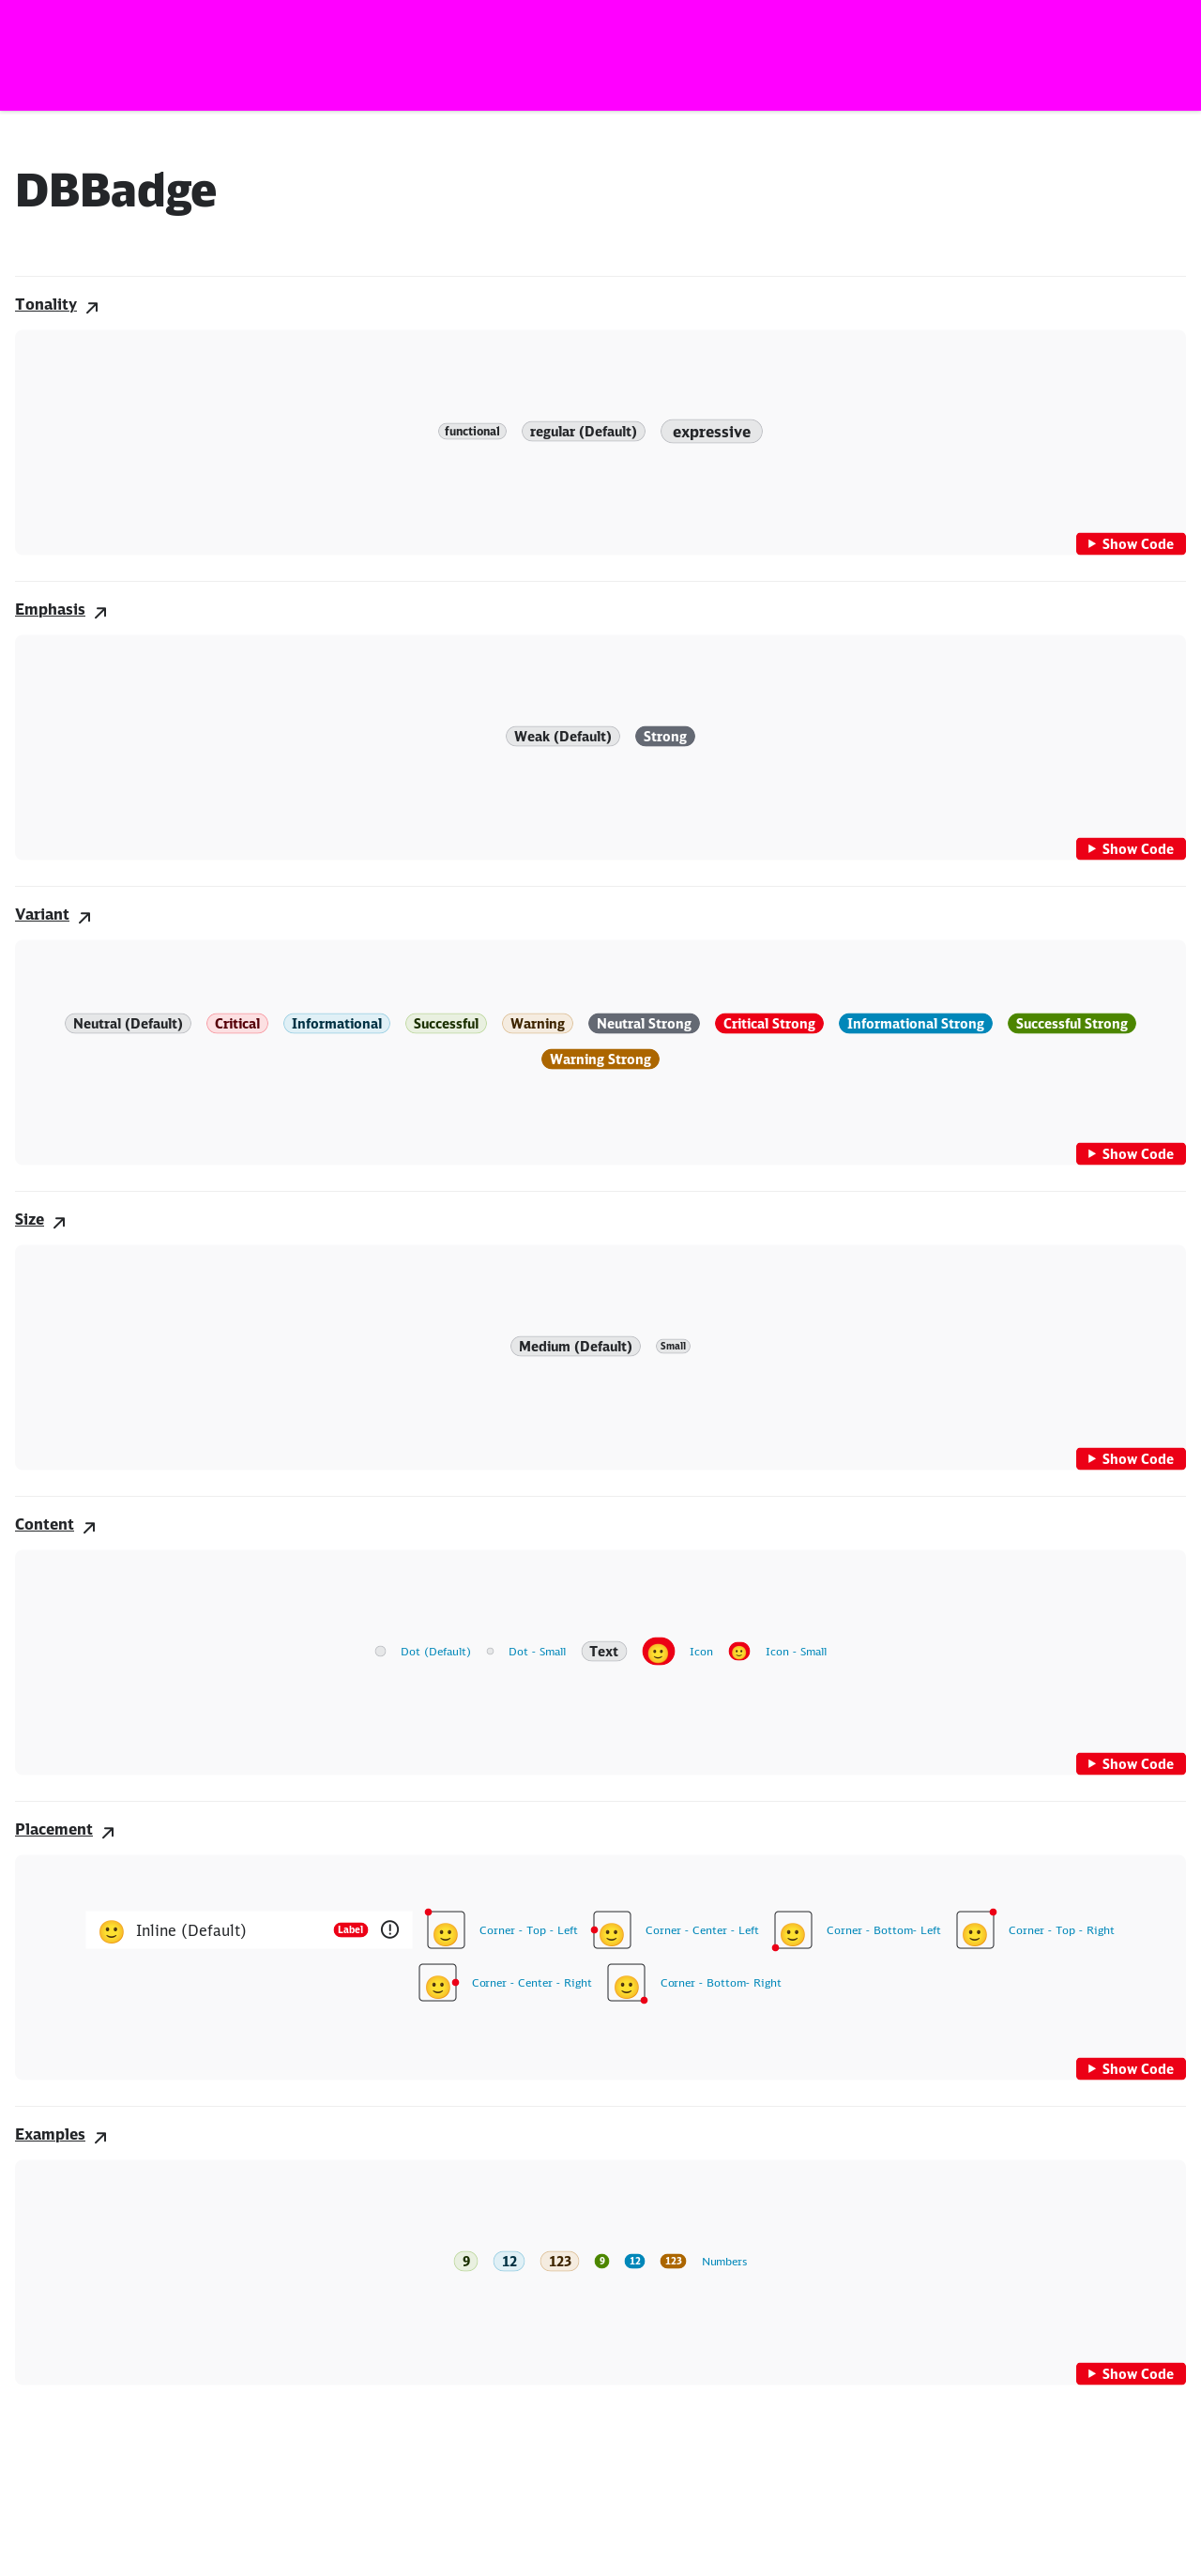 DBBadge
Tonality
functional regular (Default) expressive
Show Code
Emphasis
Weak (Default) Strong
Show Code
Variant
Neutral (Default) Critical Informational Successful Warning Neutral Strong Critical Strong Informational Strong Successful Strong
Warning Strong
Show Code
Size
Medium (Default) Small
Show Code
Content
Dot (Default) Dot - Small Text Icon Icon - Small
Show Code
Placement
Inline (Default) Label Corner - Top - Left Corner - Center - Left Corner - Bottom- Left Corner - Top - Right
Corner - Center - Right Corner - Bottom- Right
Show Code
Examples
9 12 123 9 12 123 Numbers
Show Code